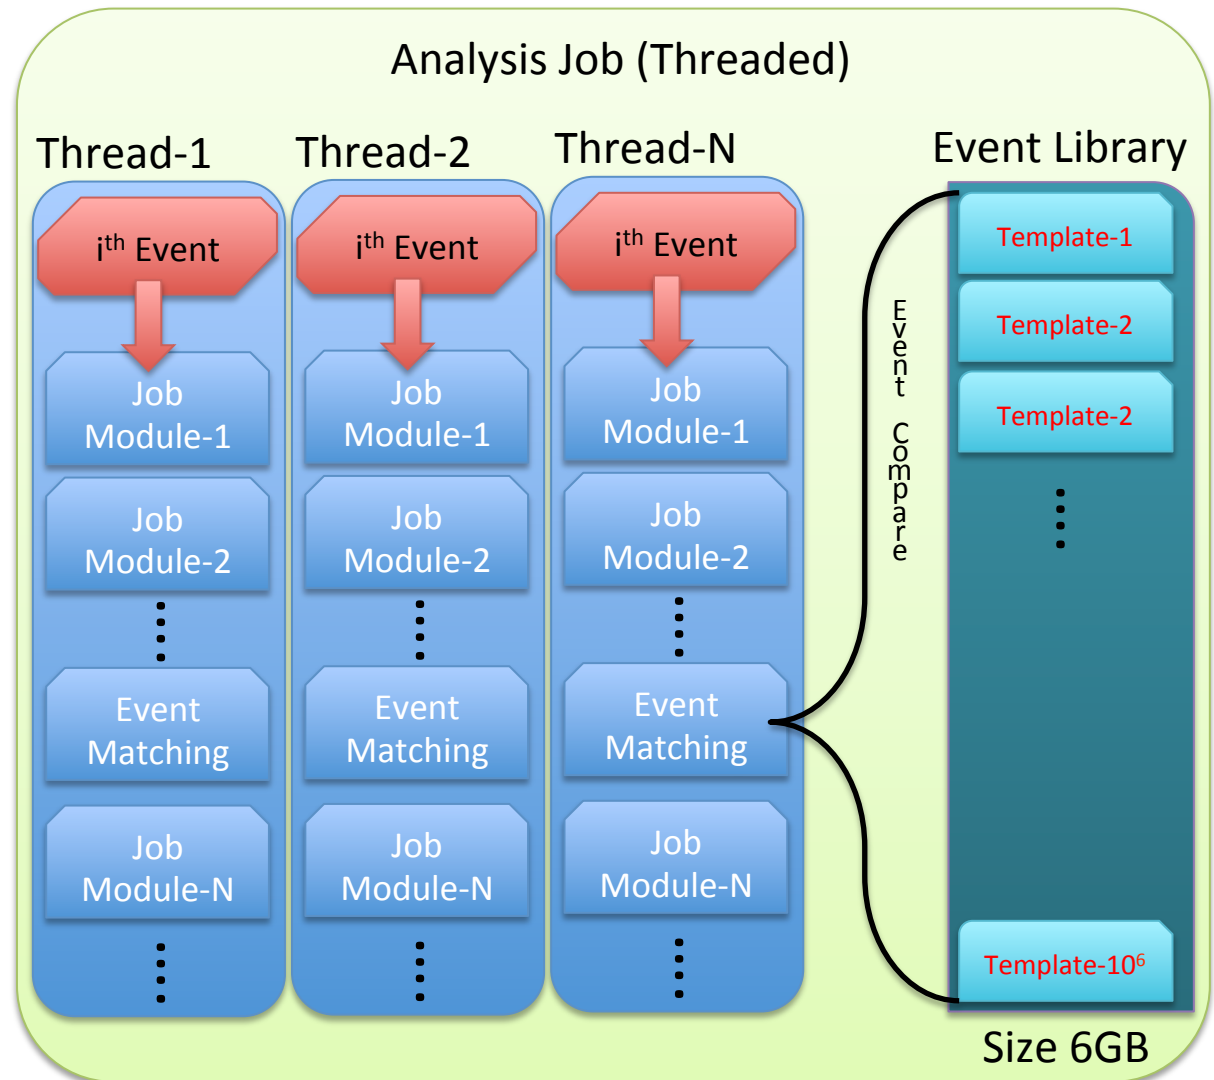 Analysis Job (Threaded)
Thread-1
Thread-2
Thread-N
Event Library
iᵗʰ Event
Job
Module-1
Job
Module-2
Event
Matching
Job
Module-N
iᵗʰ Event
Job
Module-1
Job
Module-2
Event
Matching
Job
Module-N
iᵗʰ Event
Job
Module-1
Job
Module-2
Event
Matching
Job
Module-N
Event Compare
Template-1
Template-2
Template-2
Template-10⁶
Size 6GB